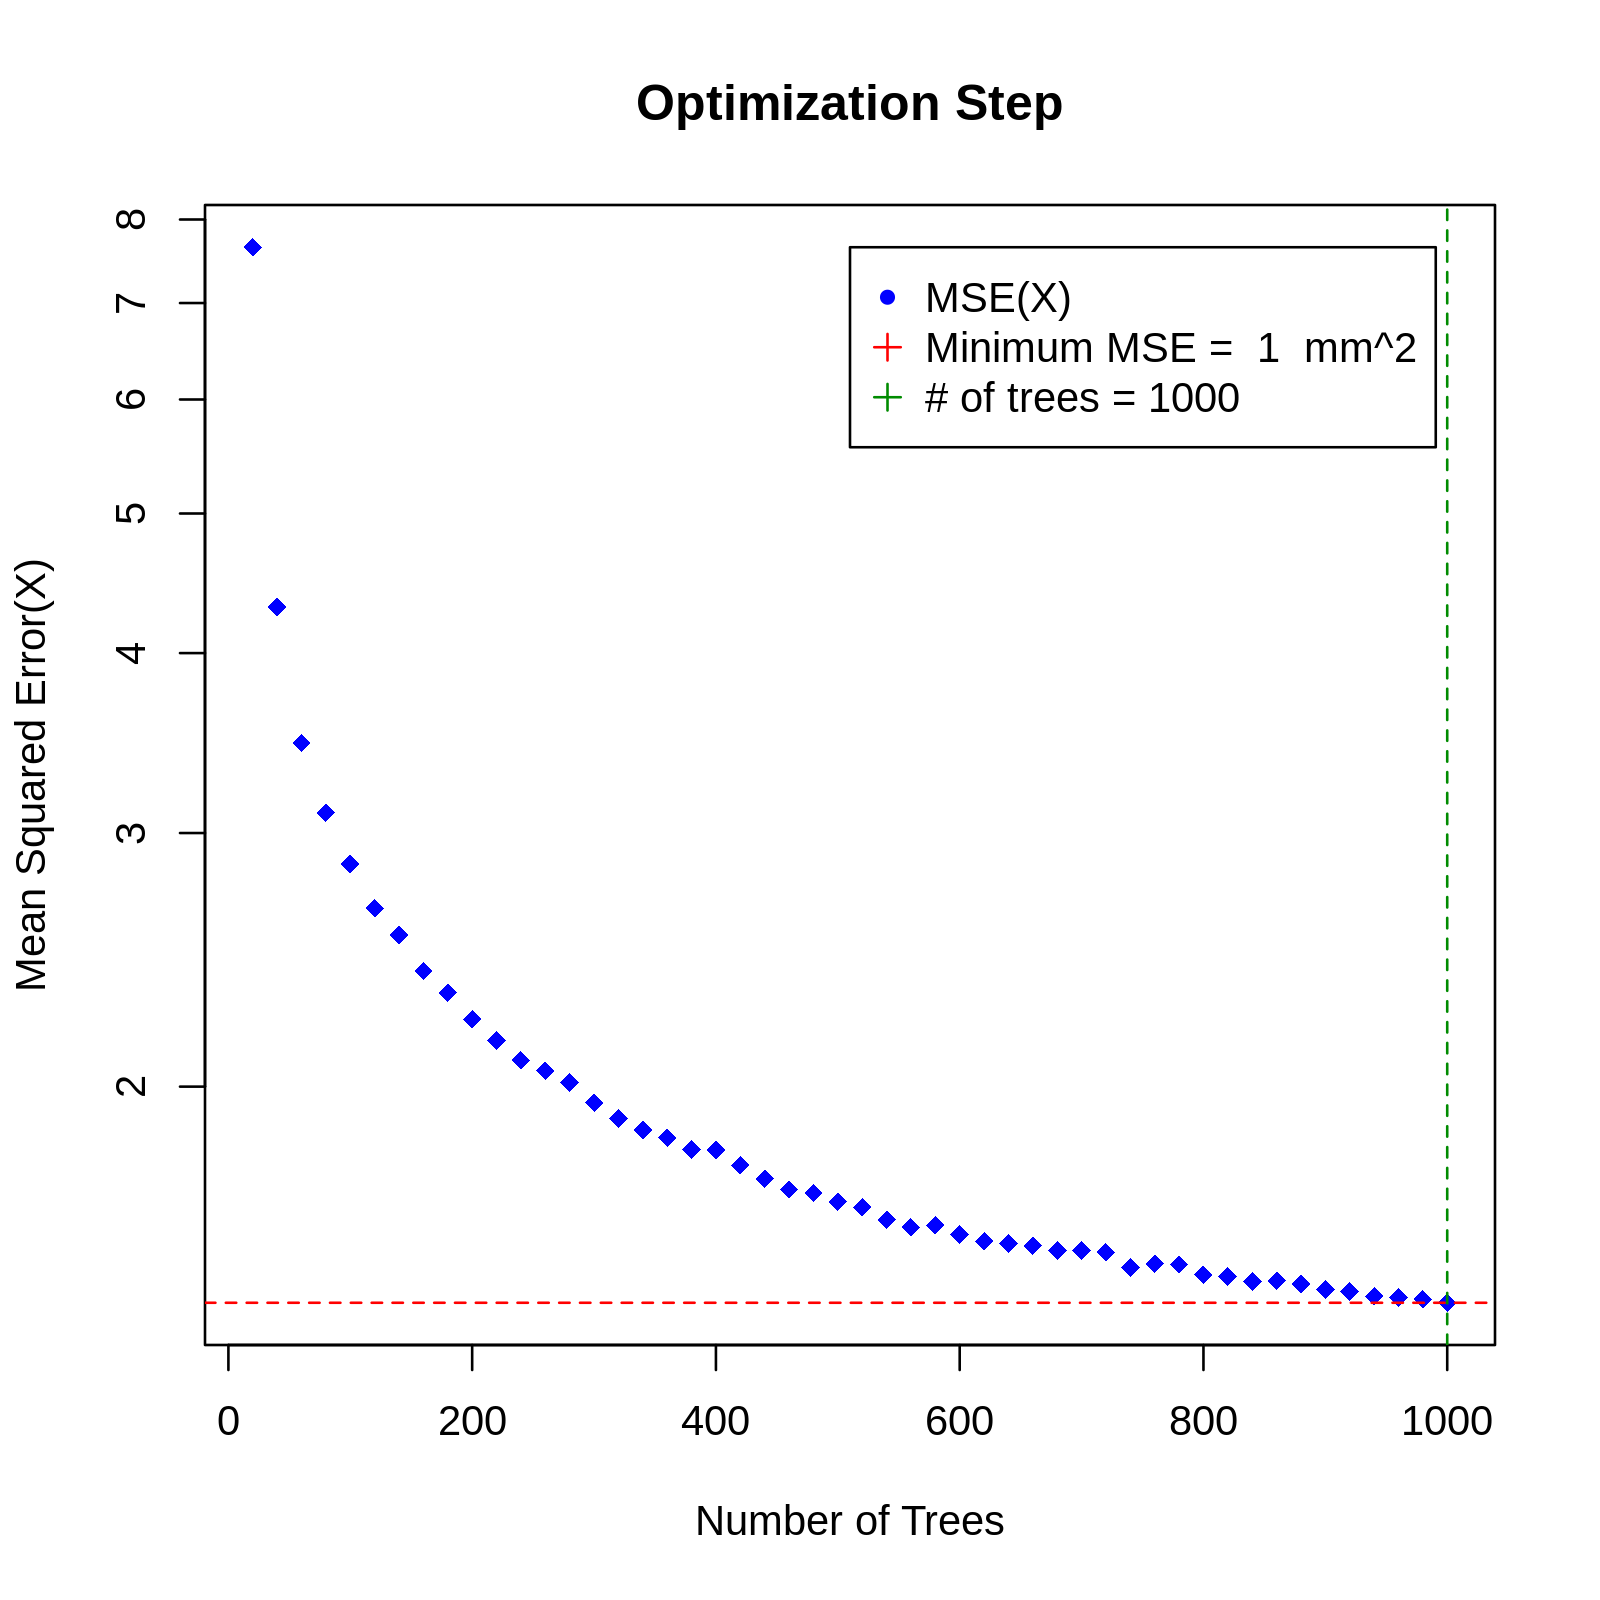 Optimization Step
8
7
6
5
4
3
2
Mean Squared Error(X)
MSE(X)
Minimum MSE =  1  mm^2
# of trees = 1000
0 200 400 600 800 1000
Number of Trees